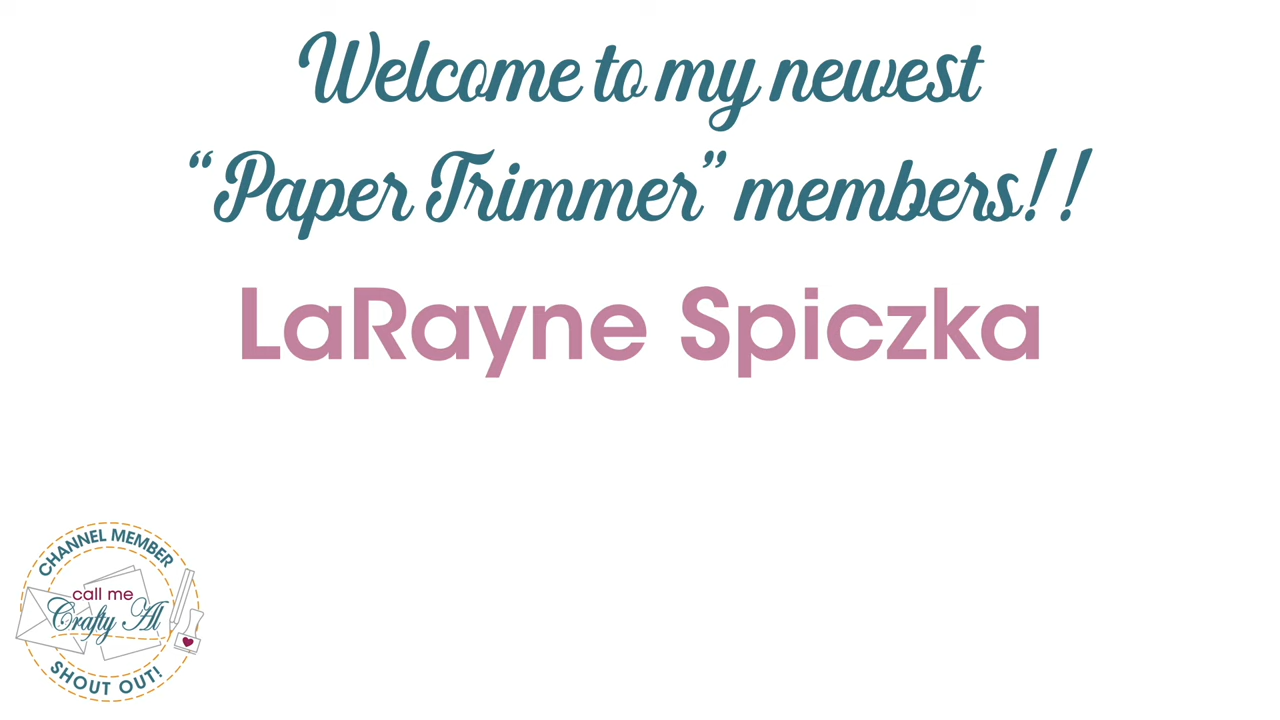 Welcome to my newest
“Paper Trimmer” members!!
LaRayne Spiczka
CHANNEL MEMBER
call me
Crafty Al
SHOUT OUT!